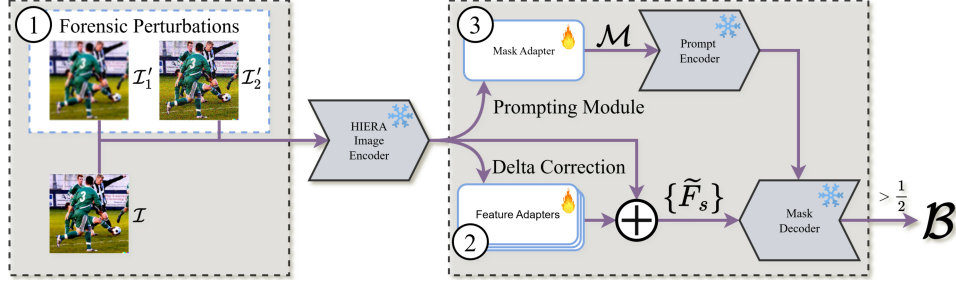 1 Forensic Perturbations
I′₁
I′₂
I
HIERA
Image
Encoder
3
Mask Adapter
M
Prompt
Encoder
Prompting Module
Delta Correction
Feature Adapters
2
{F̃ₛ}
Mask
Decoder
> 1/2
B